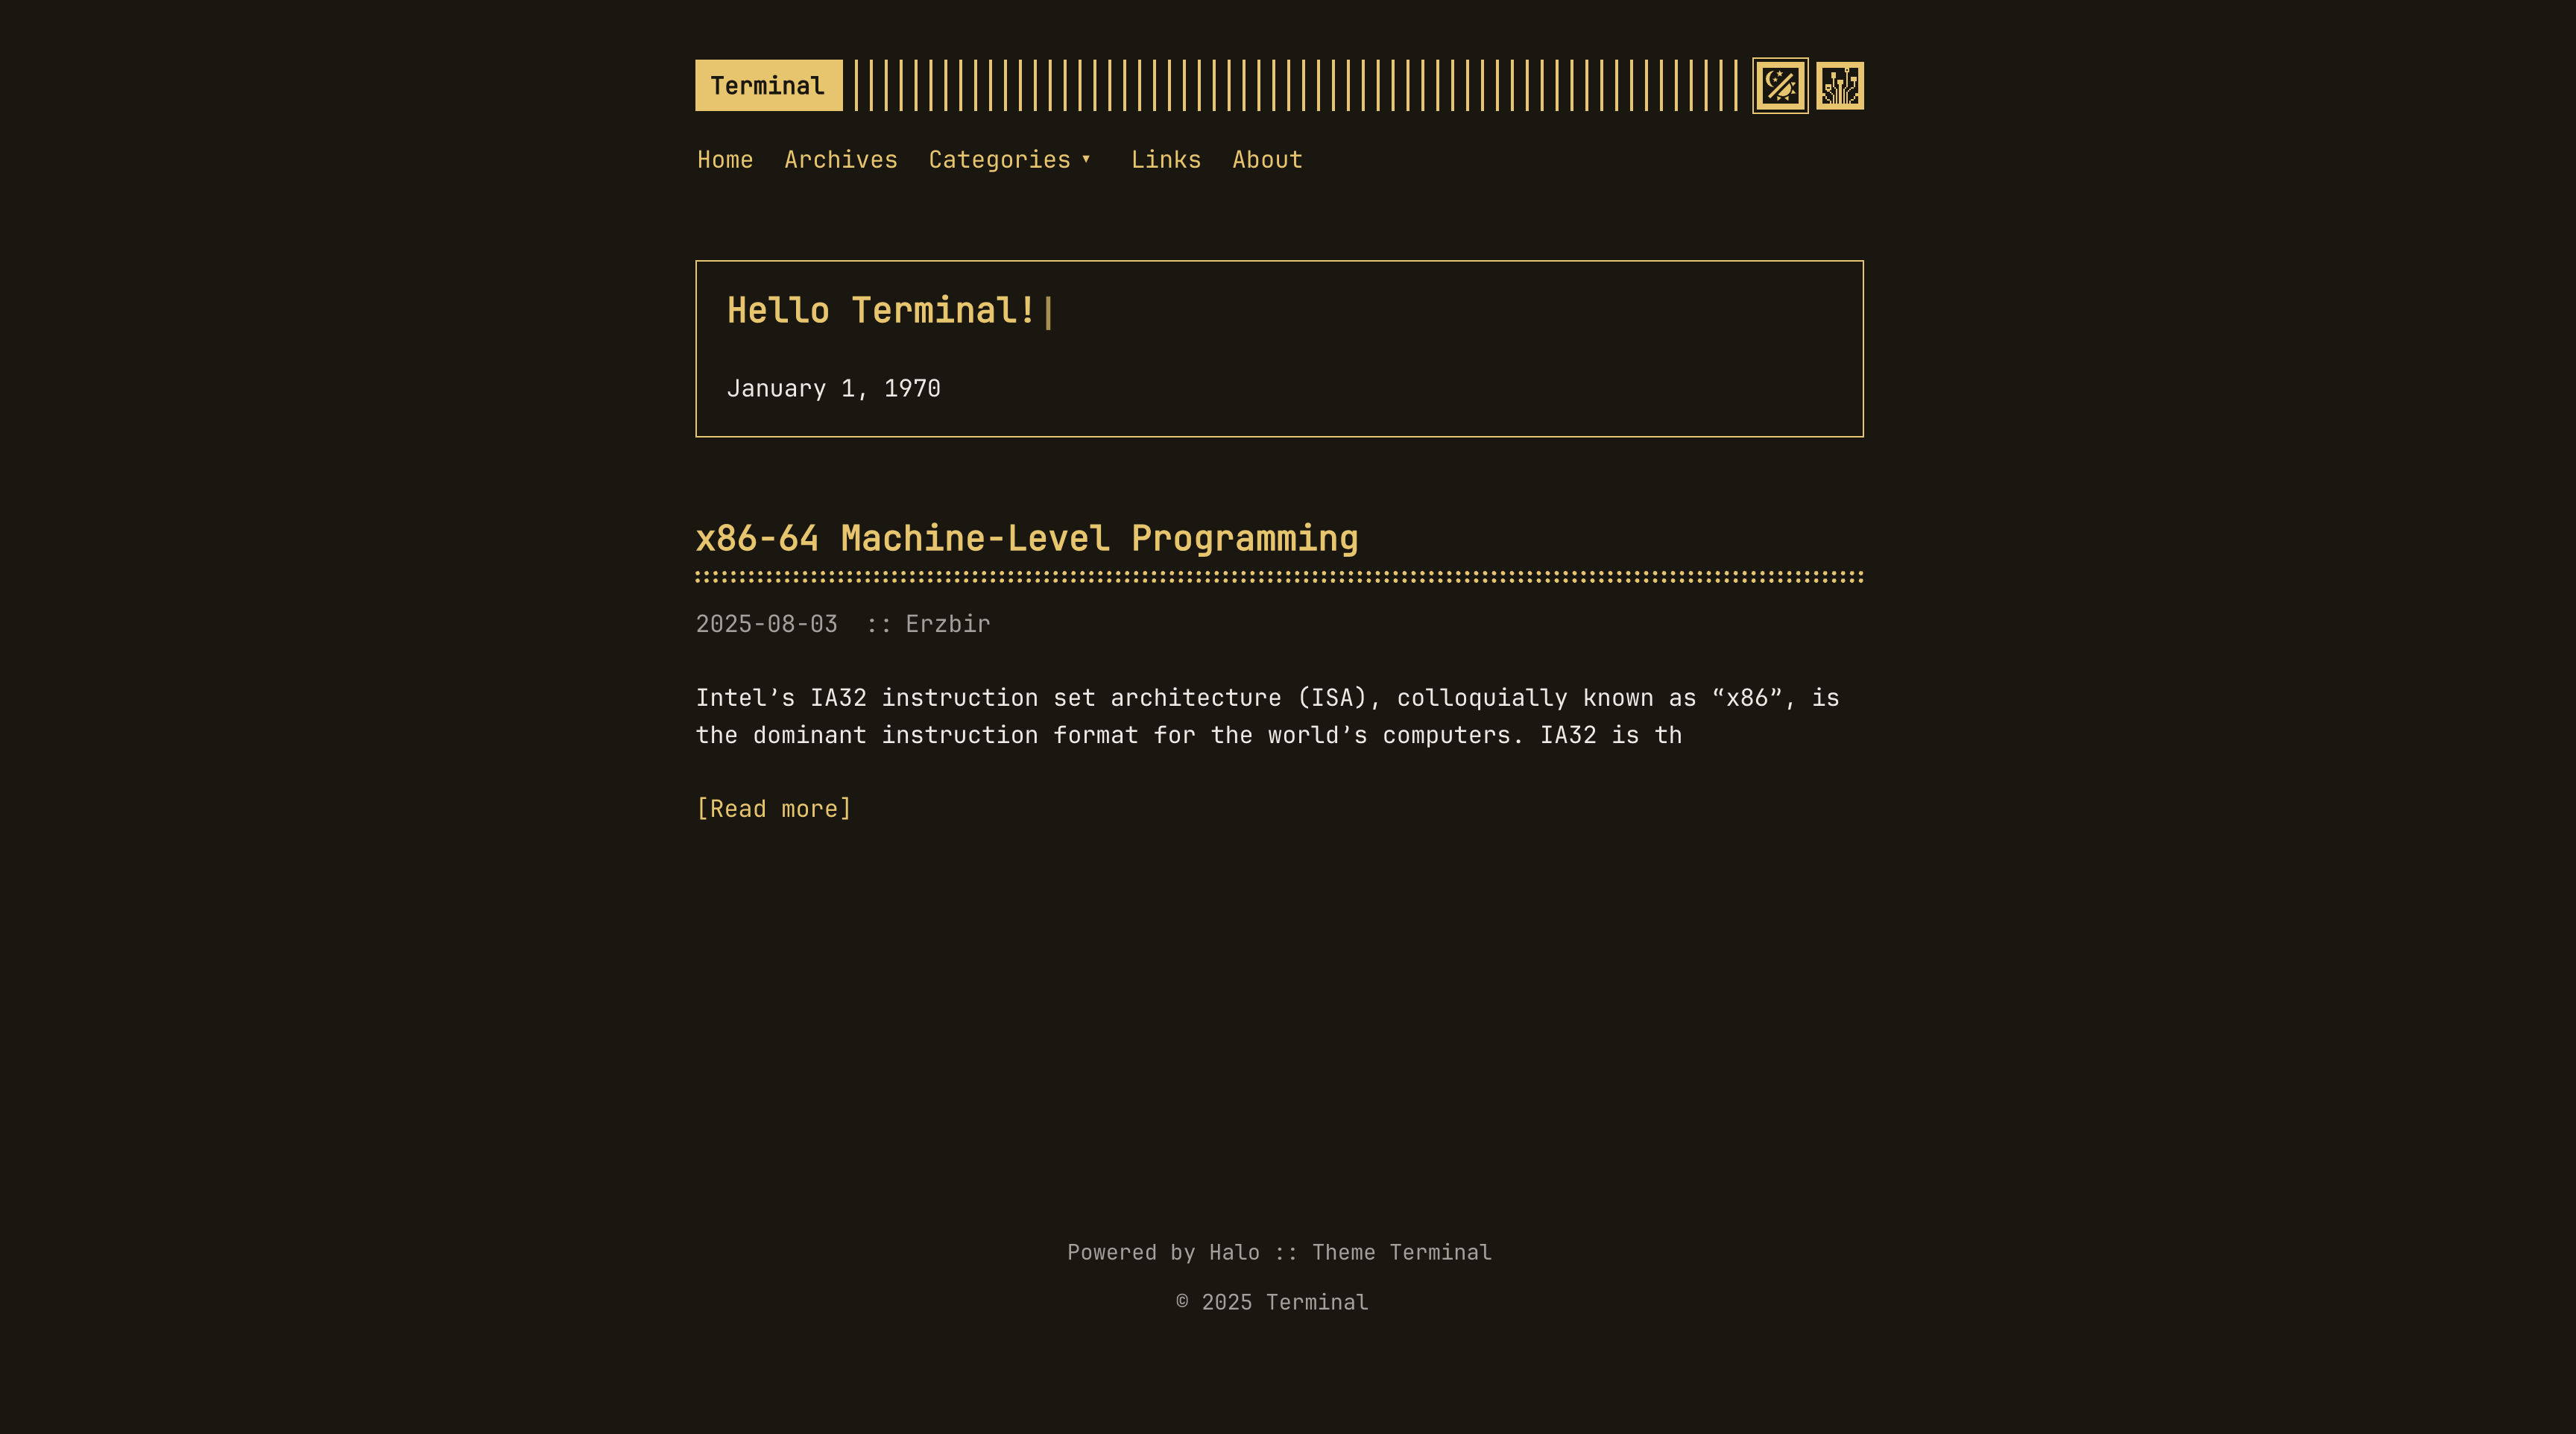 Terminal
Home Archives Categories ▾ Links About
Hello Terminal!|
January 1, 1970
x86-64 Machine-Level Programming
2025-08-03 :: Erzbir
Intel’s IA32 instruction set architecture (ISA), colloquially known as “x86”, is
the dominant instruction format for the world’s computers. IA32 is th
[Read more]
Powered by Halo :: Theme Terminal
© 2025 Terminal